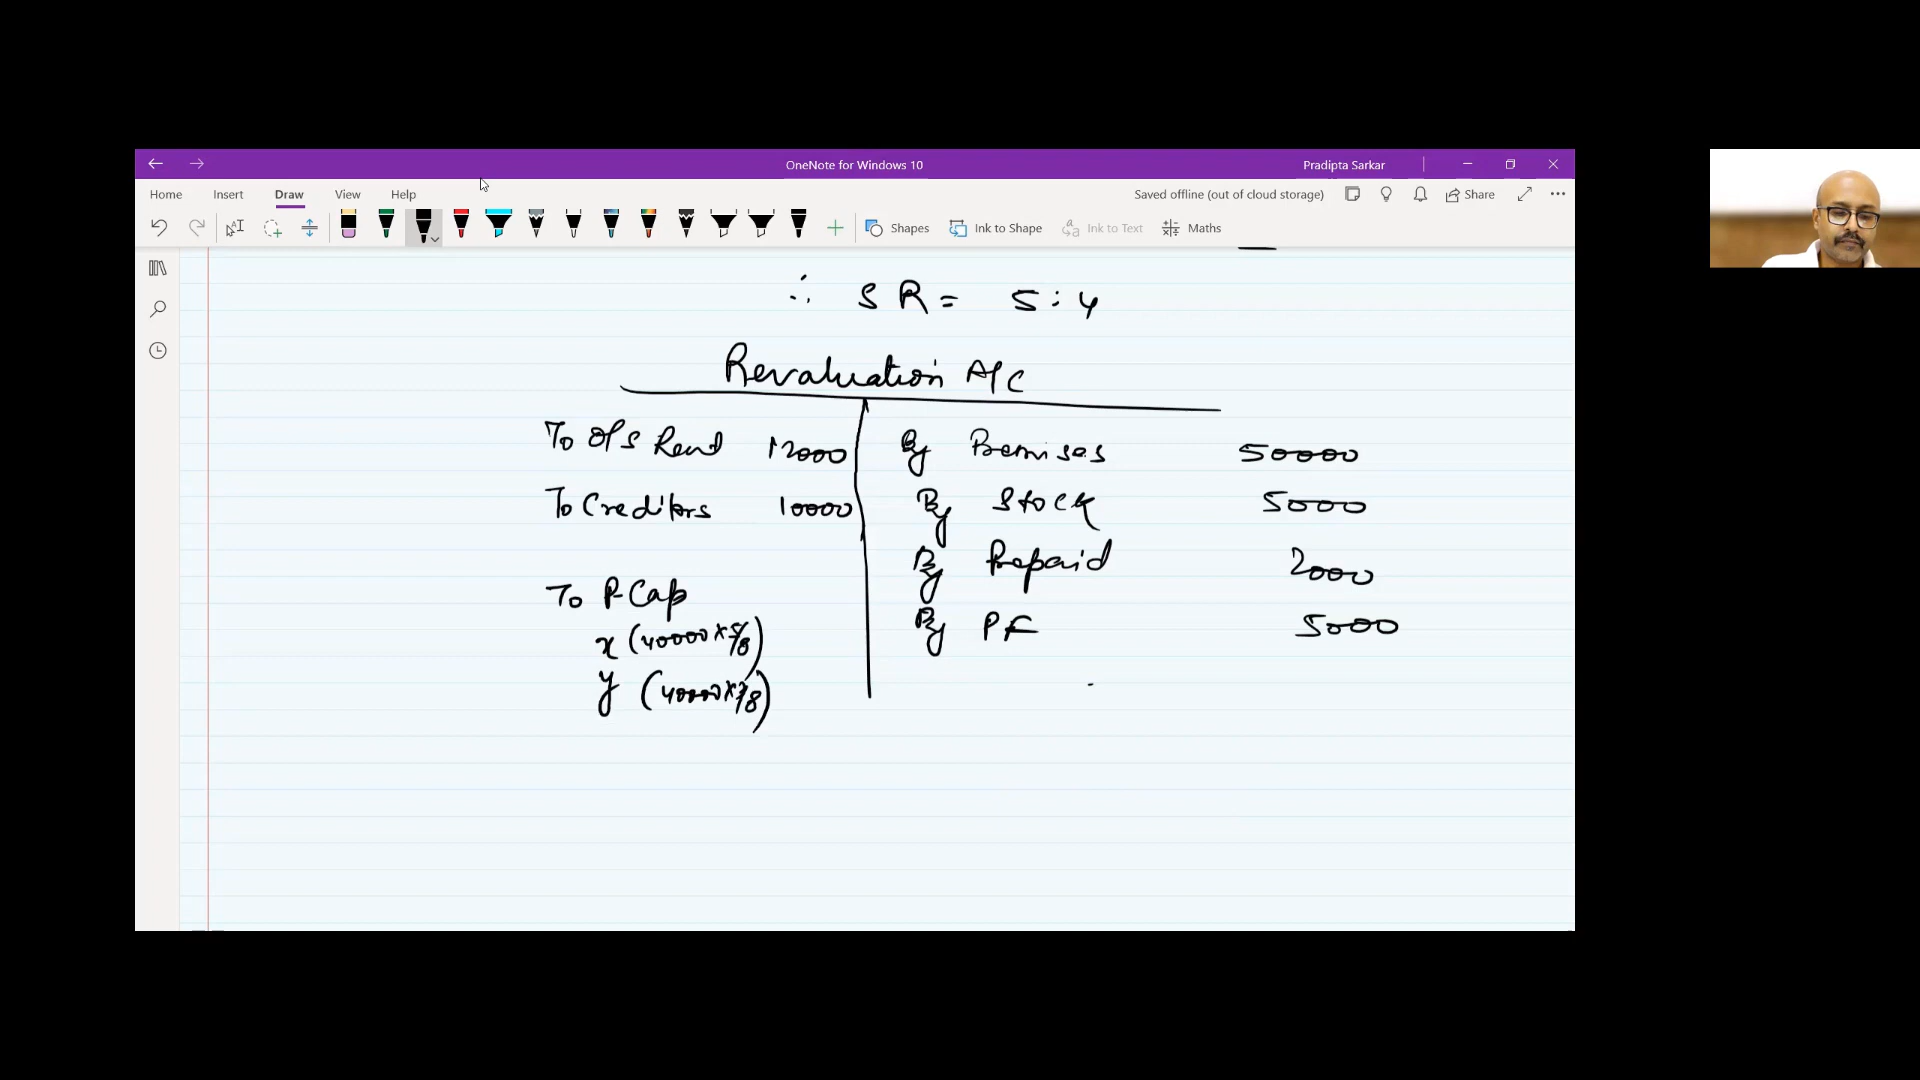 OneNote for Windows 10
Pradipta Sarkar
Home Insert Draw View Help
Saved offline (out of cloud storage) Share
Shapes Ink to Shape Ink to Text Maths
∴ SR = 5:4
Revaluation A/C
To O/S Rent 12000 By Premises 50000
To Creditors 10000 By Stock 5000
By Prepaid 2000
To P Cap
By PF 5000
x (40000×5/8)
y (40000×3/8)